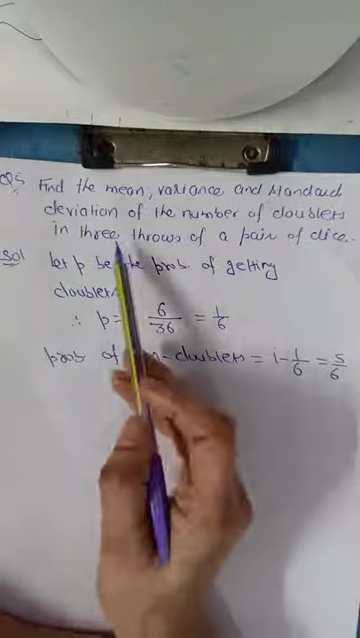 Q5 Find the mean, variance and standard
deviation of the number of doublets
in three throws of a pair of dice.
Sol let p be the prob. of getting
doublets
∴ p = 6/36 = 1/6
prob of - doublets = 1 - 1/6 = 5/6